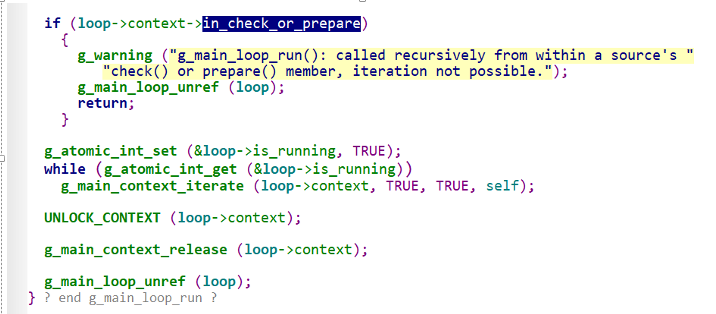 if (loop->context->in_check_or_prepare)
{
g_warning ("g_main_loop_run(): called recursively from within a source's "
"check() or prepare() member, iteration not possible.");
g_main_loop_unref (loop);
return;
}
g_atomic_int_set (&loop->is_running, TRUE);
while (g_atomic_int_get (&loop->is_running))
g_main_context_iterate (loop->context, TRUE, TRUE, self);
UNLOCK_CONTEXT (loop->context);
g_main_context_release (loop->context);
g_main_loop_unref (loop);
} ? end g_main_loop_run ?